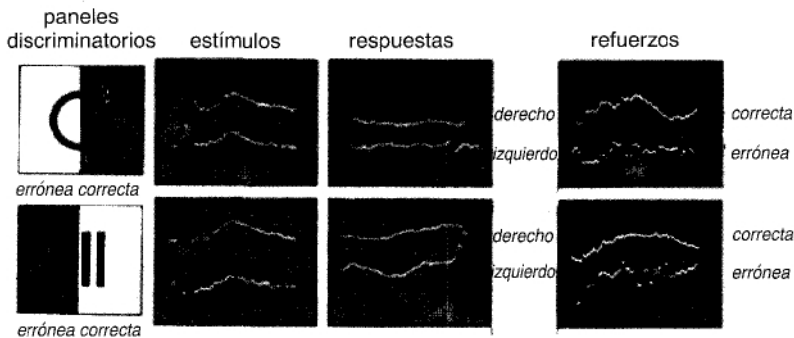 paneles
discriminatorios estímulos respuestas refuerzos
derecho correcta
izquierdo errónea
errónea correcta
derecho correcta
izquierdo errónea
errónea correcta